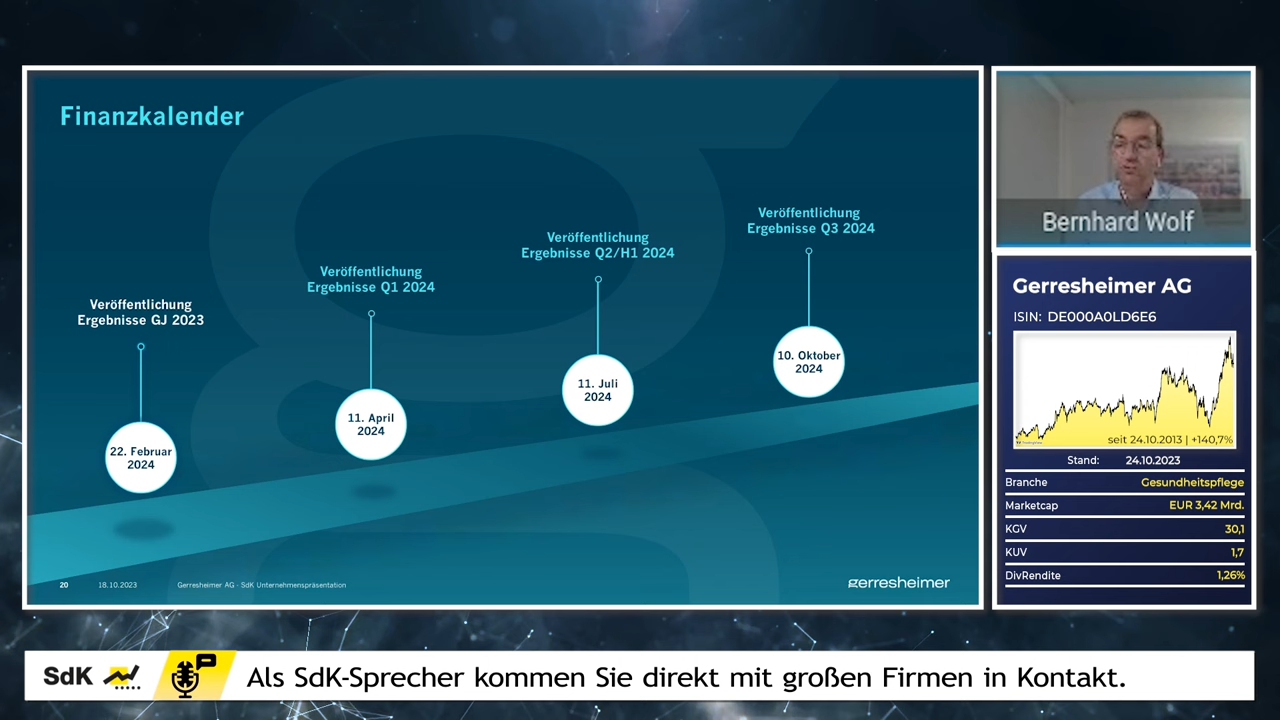 Finanzkalender
Veröffentlichung
Ergebnisse GJ 2023
22. Februar
2024
Veröffentlichung
Ergebnisse Q1 2024
11. April
2024
Veröffentlichung
Ergebnisse Q2/H1 2024
11. Juli
2024
Veröffentlichung
Ergebnisse Q3 2024
10. Oktober
2024
20 18.10.2023 Gerresheimer AG - SdK Unternehmenspräsentation
gerresheimer
Bernhard Wolf
Gerresheimer AG
ISIN: DE000A0LD6E6
seit 24.10.2013 | +140,7%
Stand: 24.10.2023
Branche Gesundheitspflege
Marketcap EUR 3,42 Mrd.
KGV 30,1
KUV 1,7
DivRendite 1,26%
SdK
Als SdK-Sprecher kommen Sie direkt mit großen Firmen in Kontakt.